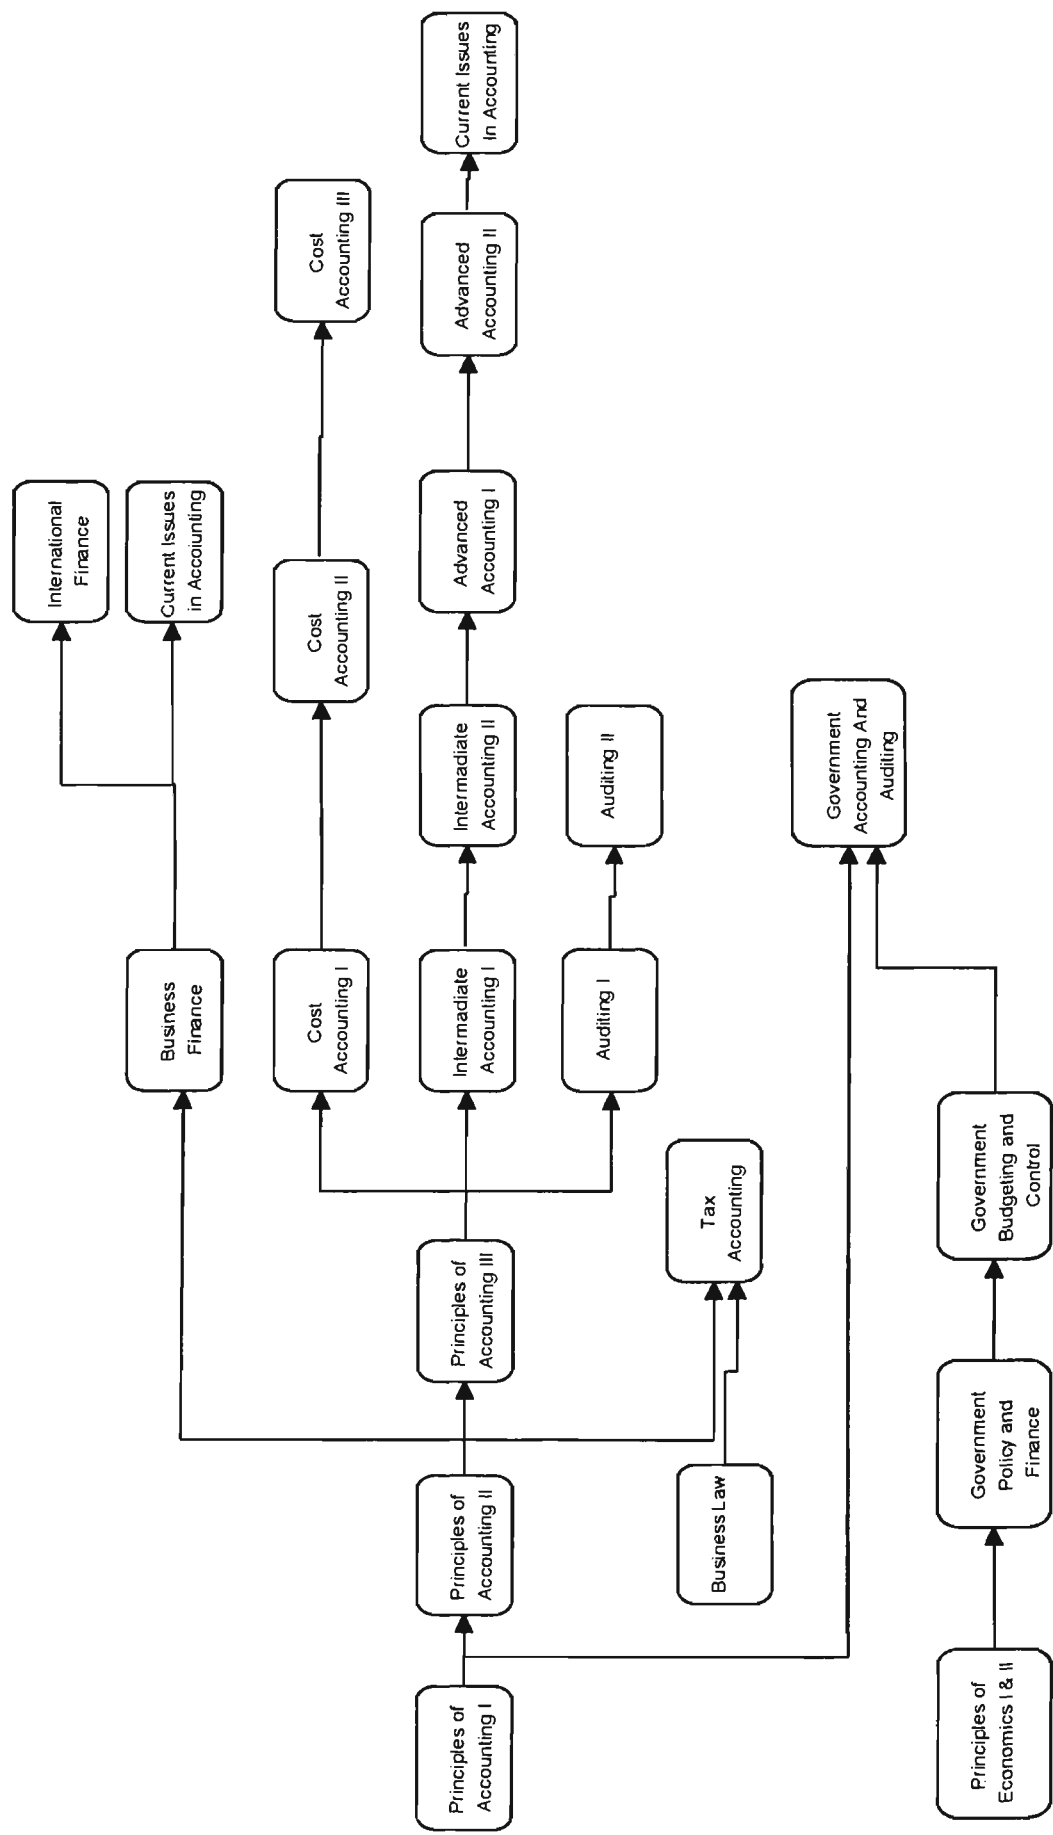 International
Finance
Current Issues
in Accoiunting
Business
Finance
Cost
Accounting III
Cost
Accounting II
Cost
Accounting I
Current Issues
In Accounting
Advanced
Accounting II
Advanced
Accounting I
Intermadiate
Accounting II
Intermadiate
Accounting I
Principles of
Accounting III
Principles of
Accounting II
Principles of
Accounting I
Auditing II
Auditing I
Tax
Accounting
Business Law
Government
Accounting And
Auditing
Government
Budgeting and
Control
Government
Policy and
Finance
Principles of
Economics I & II